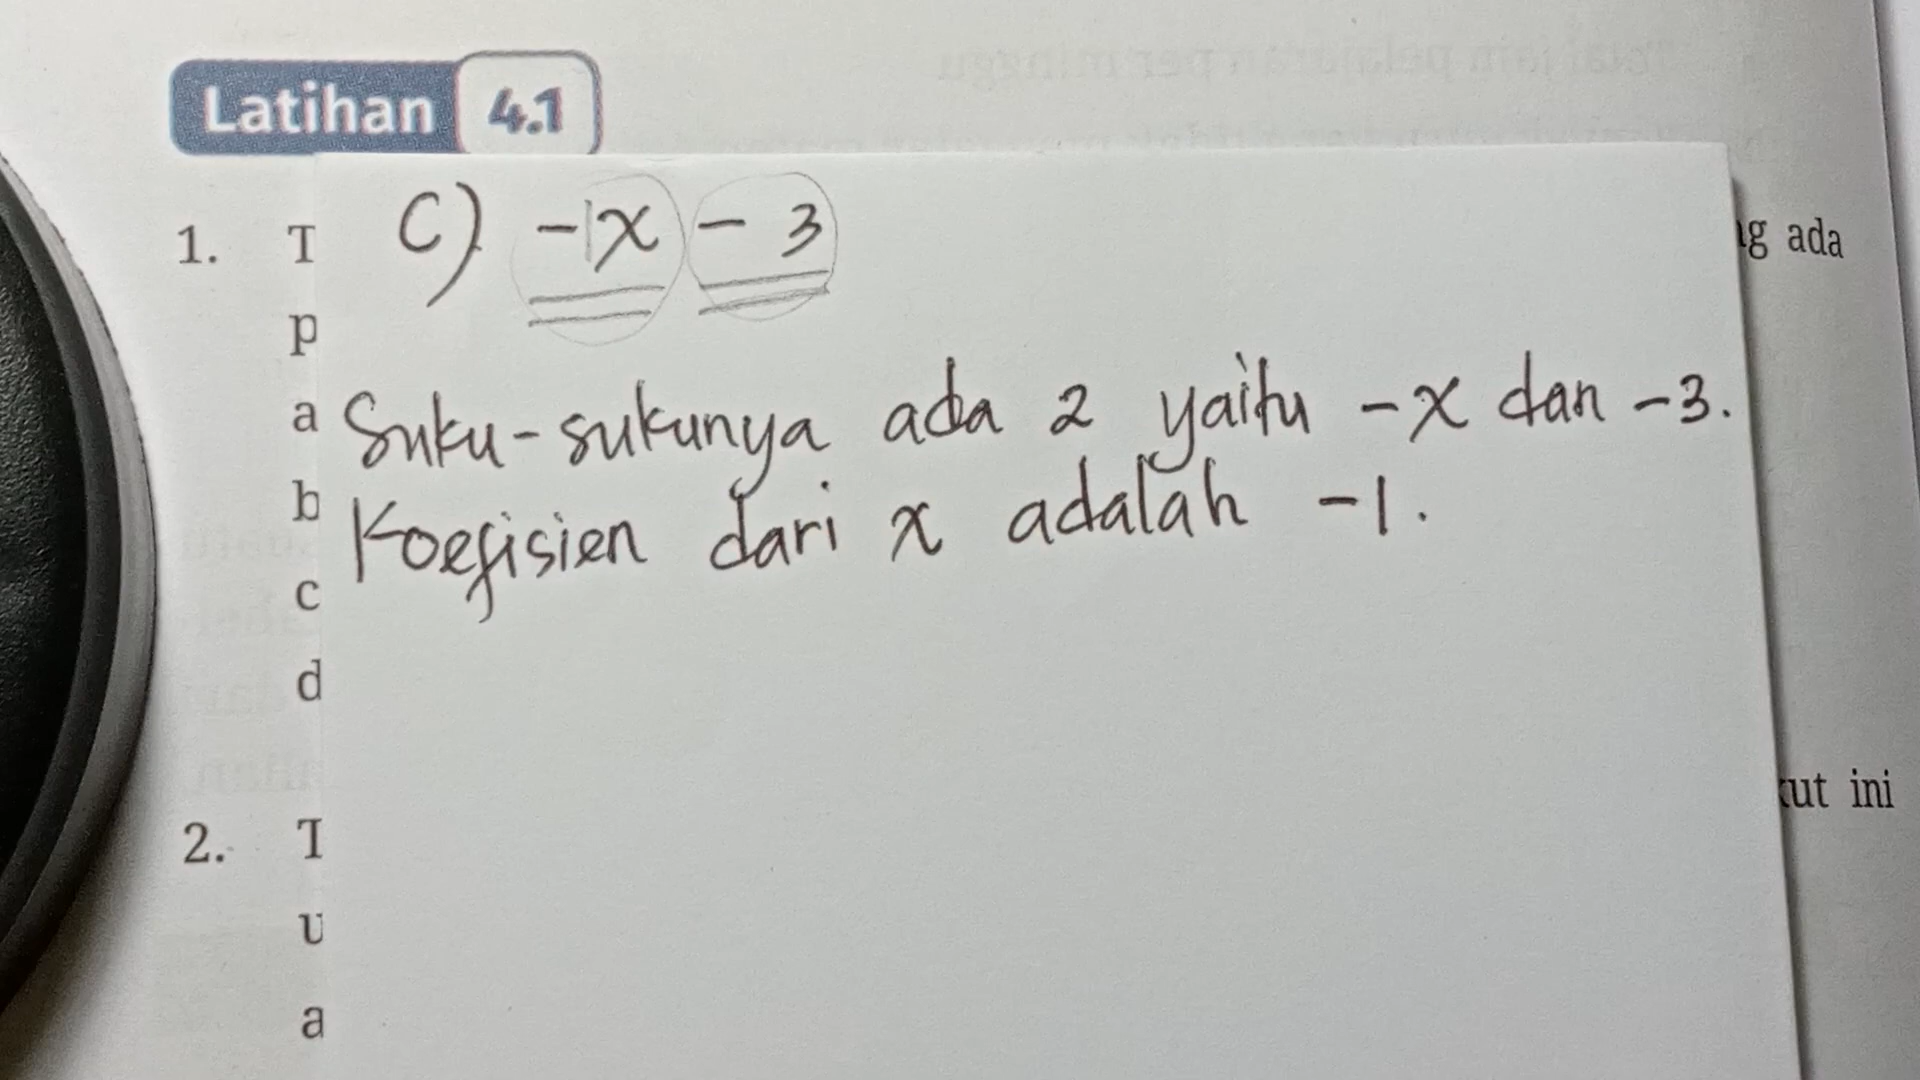 Latihan 4.1
1.
C) -1x - 3
ada
Suku-sukunya ada 2 yaitu -x dan -3.
Koefisien dari x adalah -1.
a
b
c
d
ini
2.
a